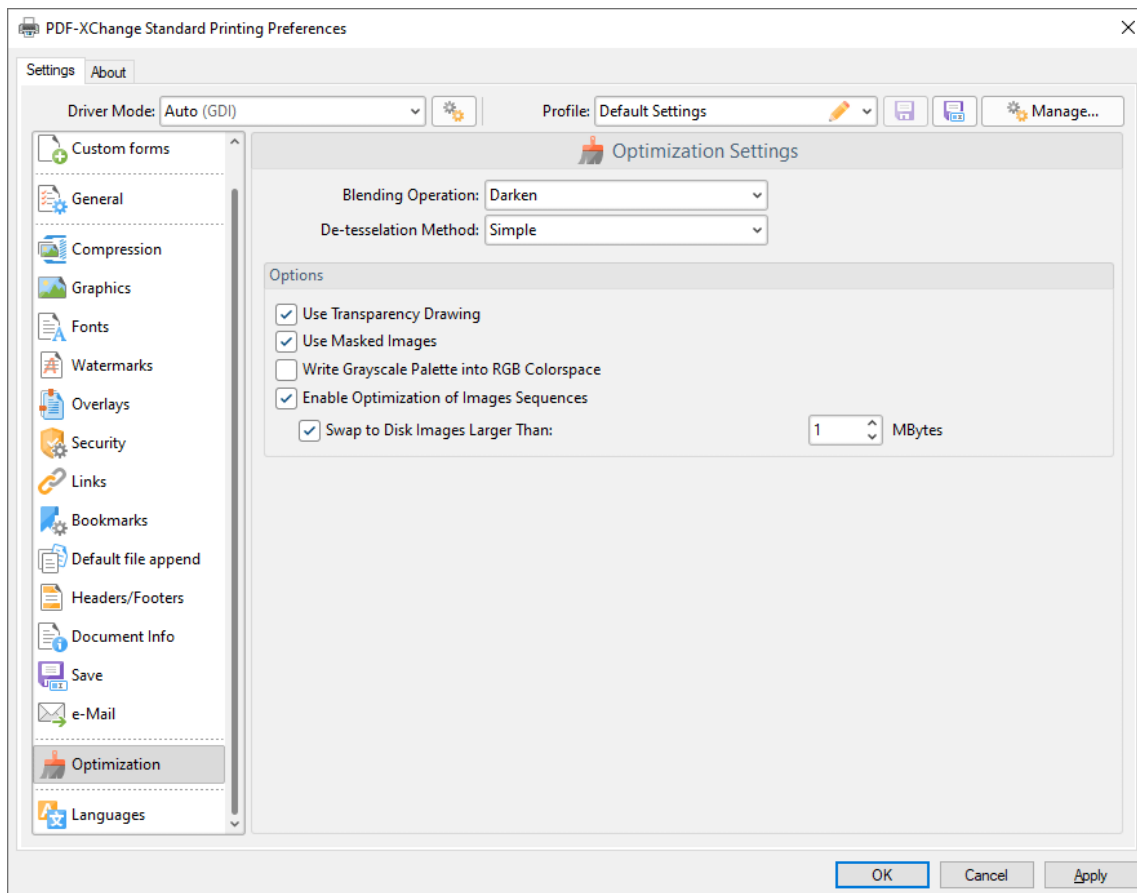 PDF-XChange Standard Printing Preferences
Settings About
Driver Mode: Auto (GDI) Profile: Default Settings Manage...
Custom forms
General
Compression
Graphics
Fonts
Watermarks
Overlays
Security
Links
Bookmarks
Default file append
Headers/Footers
Document Info
Save
e-Mail
Optimization
Languages
Optimization Settings
Blending Operation: Darken
De-tesselation Method: Simple
Options
Use Transparency Drawing
Use Masked Images
Write Grayscale Palette into RGB Colorspace
Enable Optimization of Images Sequences
Swap to Disk Images Larger Than: 1 MBytes
OK Cancel Apply